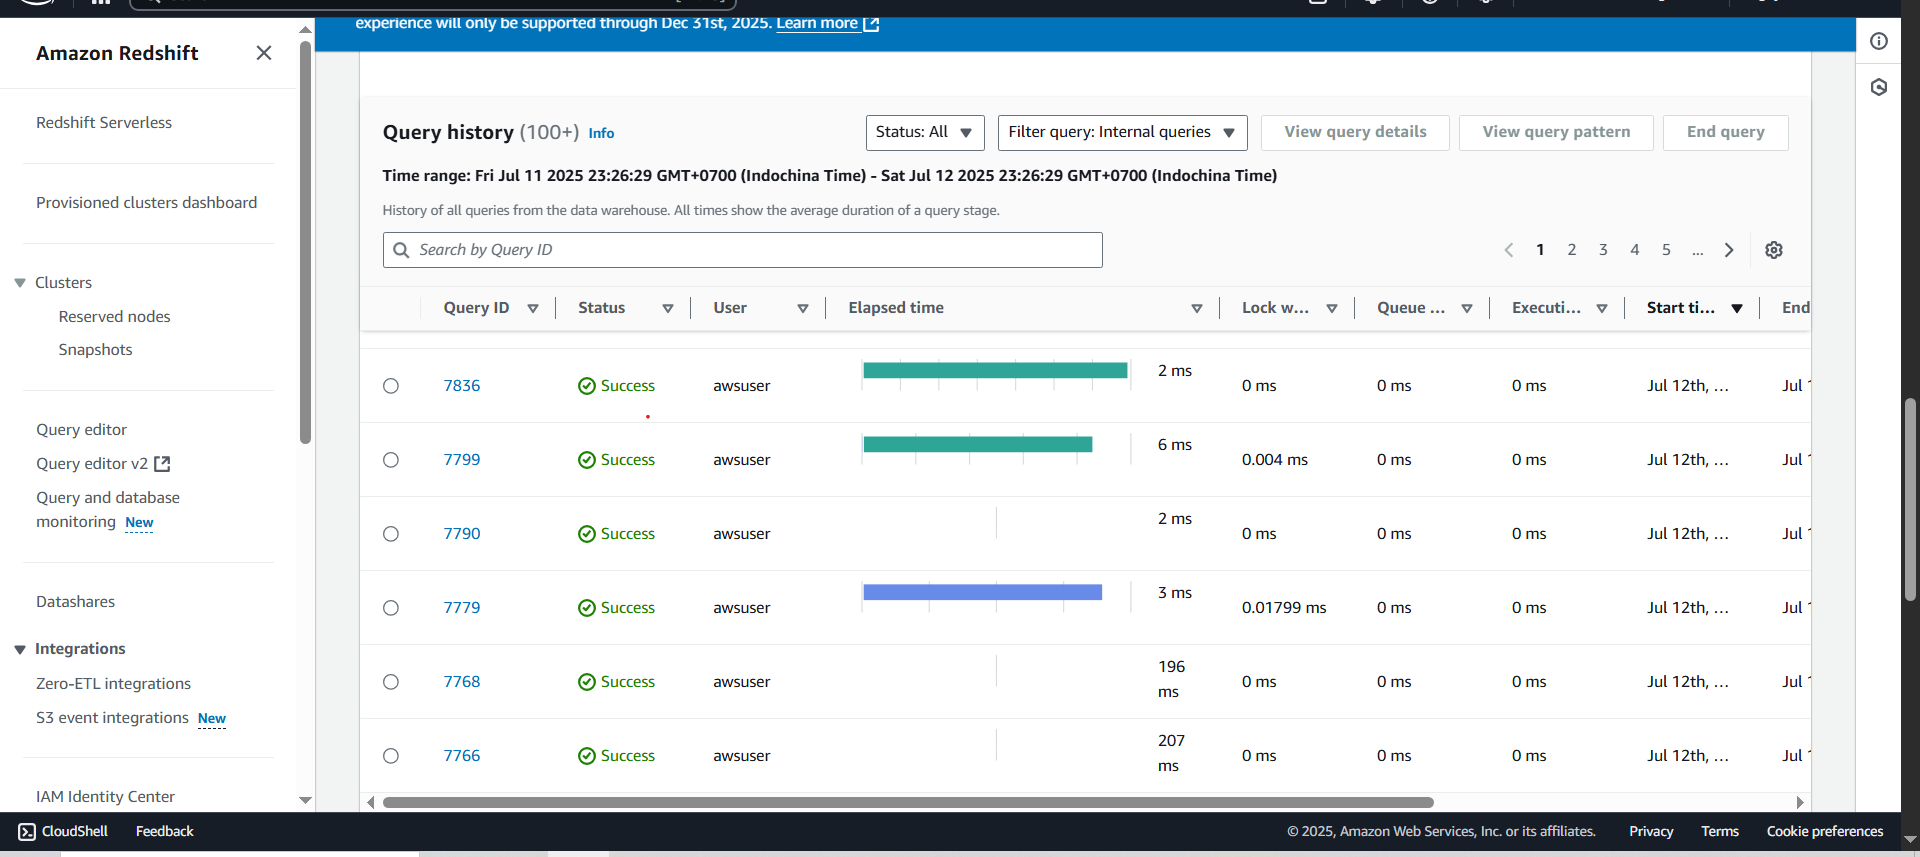 experience will only be supported through Dec 31st, 2025. Learn more
Amazon Redshift
Redshift Serverless
Provisioned clusters dashboard
Clusters
Reserved nodes
Snapshots
Query editor
Query editor v2
Query and database
monitoring New
Datashares
Integrations
Zero-ETL integrations
S3 event integrations New
IAM Identity Center
Query history (100+) Info
Status: All
Filter query: Internal queries
View query details
View query pattern
End query
Time range: Fri Jul 11 2025 23:26:29 GMT+0700 (Indochina Time) - Sat Jul 12 2025 23:26:29 GMT+0700 (Indochina Time)
History of all queries from the data warehouse. All times show the average duration of a query stage.
Search by Query ID
1 2 3 4 5 ...
Query ID Status User Elapsed time Lock w... Queue ... Executi... Start ti... End
7836 Success awsuser 2 ms 0 ms 0 ms 0 ms Jul 12th, ... Jul
7799 Success awsuser 6 ms 0.004 ms 0 ms 0 ms Jul 12th, ... Jul
7790 Success awsuser 2 ms 0 ms 0 ms 0 ms Jul 12th, ... Jul
7779 Success awsuser 3 ms 0.01799 ms 0 ms 0 ms Jul 12th, ... Jul
7768 Success awsuser 196 ms 0 ms 0 ms 0 ms Jul 12th, ... Jul
7766 Success awsuser 207 ms 0 ms 0 ms 0 ms Jul 12th, ... Jul
CloudShell Feedback © 2025, Amazon Web Services, Inc. or its affiliates. Privacy Terms Cookie preferences